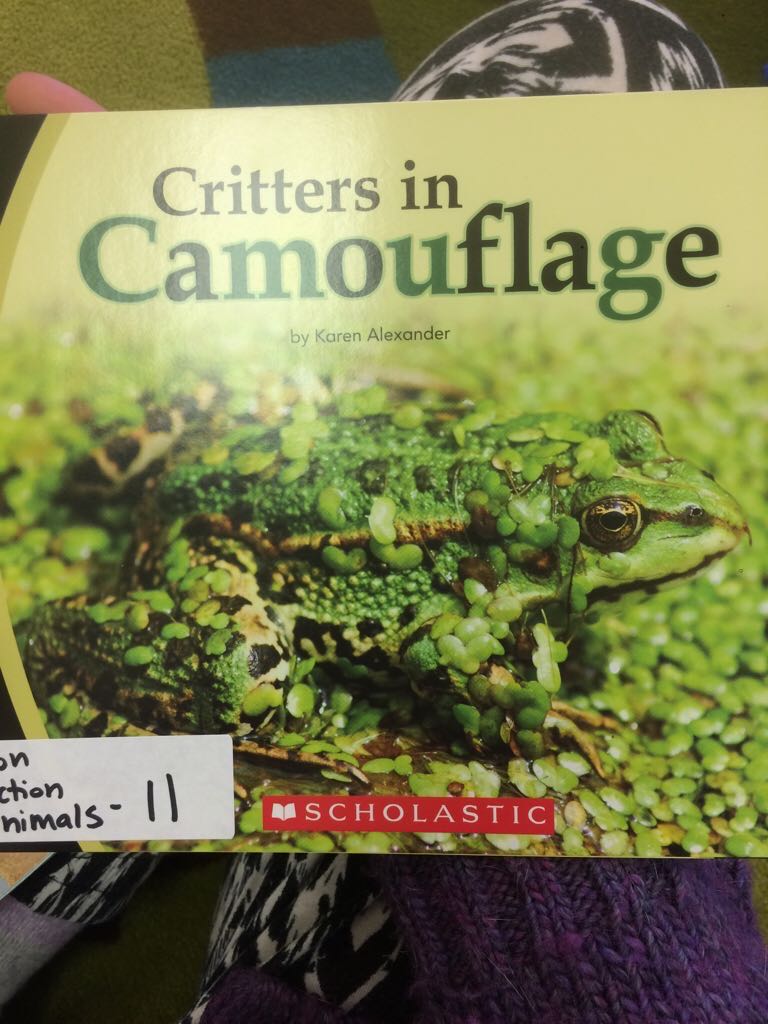 Critters in
Camouflage
by Karen Alexander
on
ction
nimals- 11
SCHOLASTIC